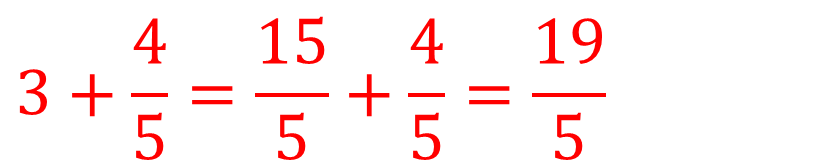 3 + 4/5 = 15/5 + 4/5 = 19/5